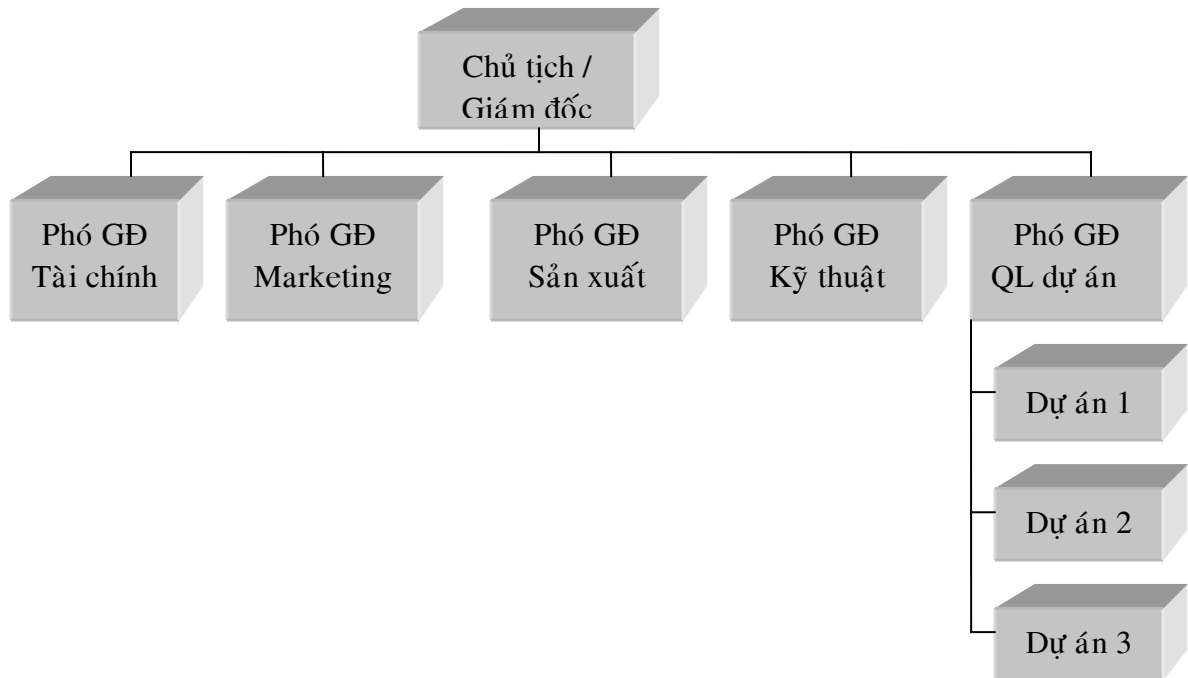 Chủ tịch /
Giám đốc
Phó GĐ
Tài chính
Phó GĐ
Marketing
Phó GĐ
Sản xuất
Phó GĐ
Kỹ thuật
Phó GĐ
QL dự án
Dự án 1
Dự án 2
Dự án 3